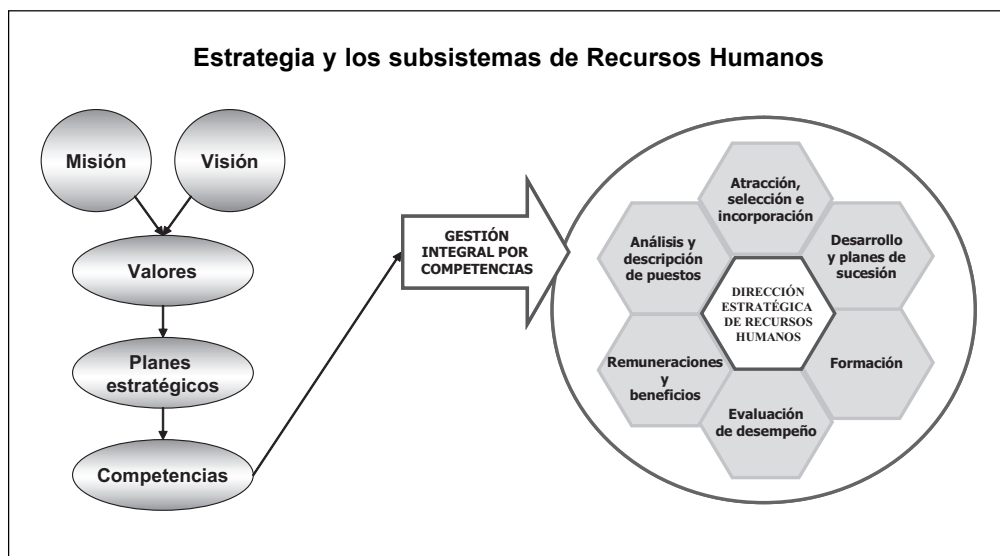 Estrategia y los subsistemas de Recursos Humanos
Misión
Visión
Valores
Planes
estratégicos
Competencias
GESTIÓN
INTEGRAL POR
COMPETENCIAS
Atracción,
selección e
incorporación
Análisis y
descripción
de puestos
Desarrollo
y planes de
sucesión
DIRECCIÓN
ESTRATÉGICA
DE RECURSOS
HUMANOS
Remuneraciones
y
beneficios
Formación
Evaluación
de desempeño